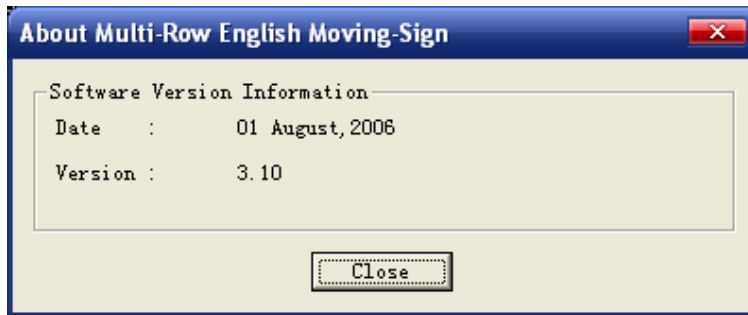 About Multi-Row English Moving-Sign
Software Version Information
Date : 01 August,2006
Version : 3.10
Close